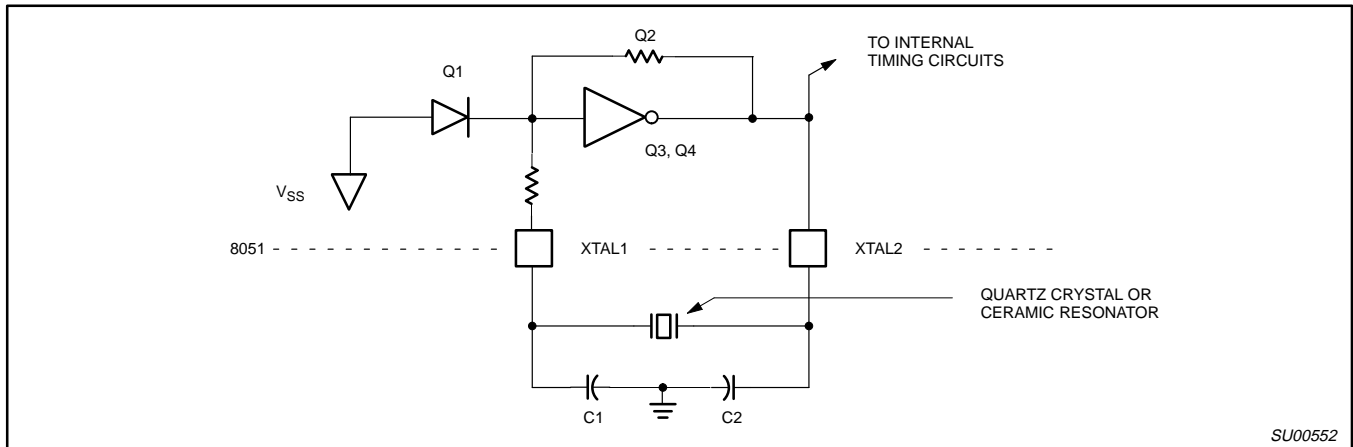 Q2
TO INTERNAL
TIMING CIRCUITS
Q1
Q3, Q4
VSS
8051
XTAL1
XTAL2
QUARTZ CRYSTAL OR
CERAMIC RESONATOR
C1
C2
SU00552